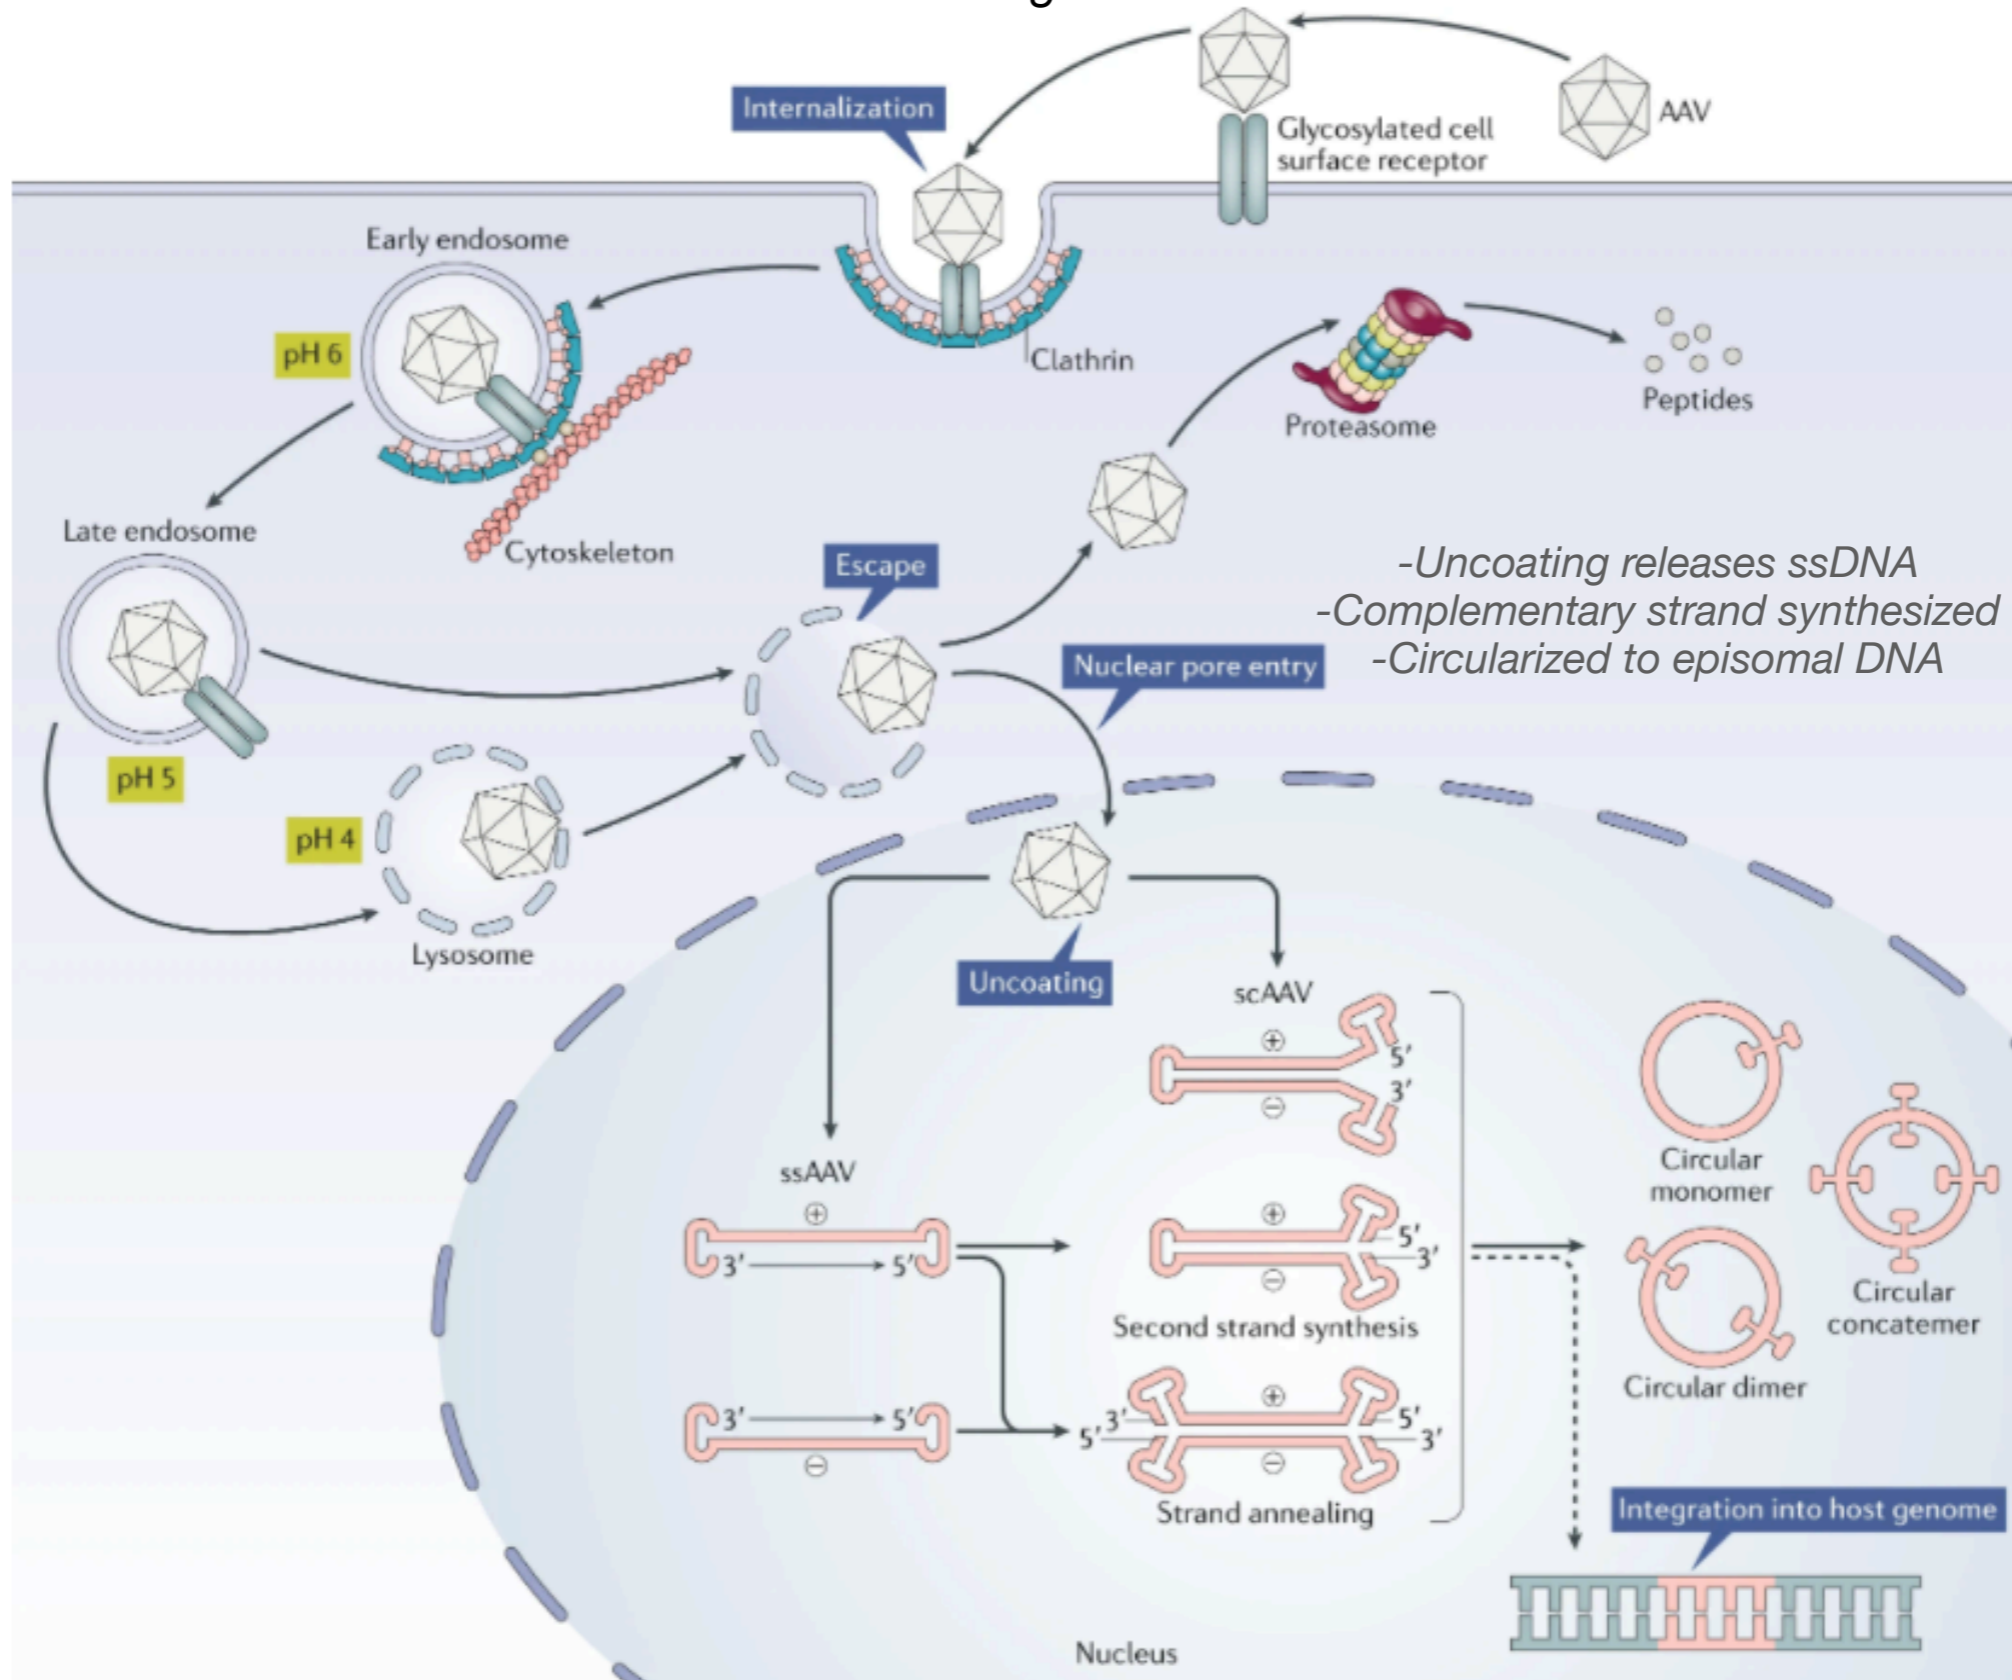 AAV
Glycosylated cell
surface receptor
Internalization
Early endosome
pH 6
Clathrin
Proteasome
Peptides
Late endosome
Cytoskeleton
Escape
-Uncoating releases ssDNA
-Complementary strand synthesized
-Circularized to episomal DNA
Nuclear pore entry
pH 5
pH 4
Lysosome
Uncoating
scAAV
+
5′
3′
−
ssAAV
+
3′ 5′
+
5′
3′
−
Second strand synthesis
3′ 5′
−
+
3′ 5′
5′ 3′
−
Strand annealing
Circular
monomer
Circular
concatemer
Circular dimer
Integration into host genome
Nucleus